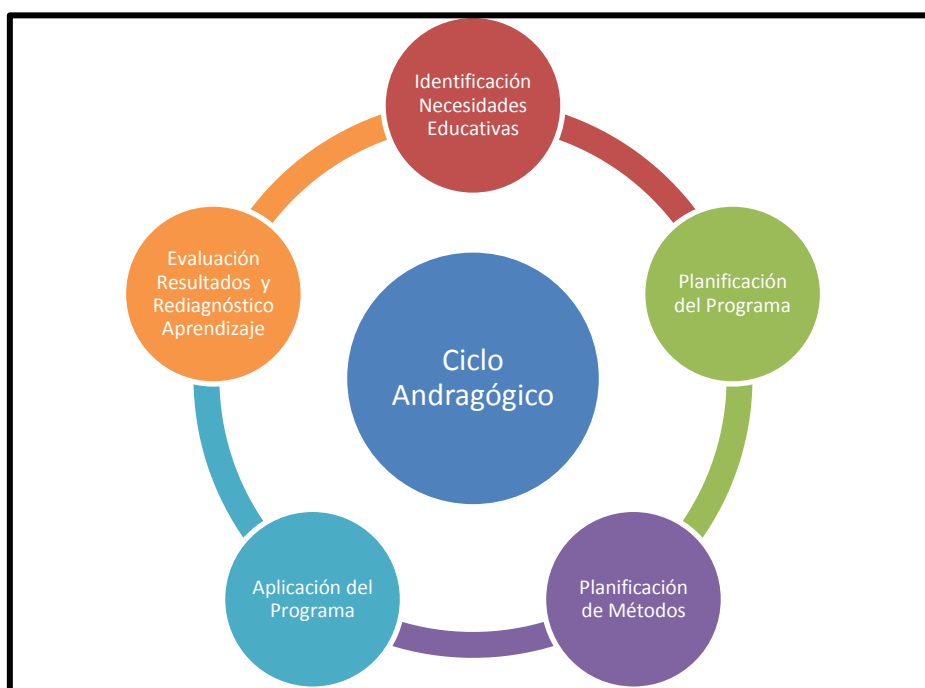 Identificación
Necesidades
Educativas
Planificación
del Programa
Planificación
de Métodos
Aplicación del
Programa
Evaluación
Resultados y
Rediagnóstico
Aprendizaje
Ciclo
Andragógico